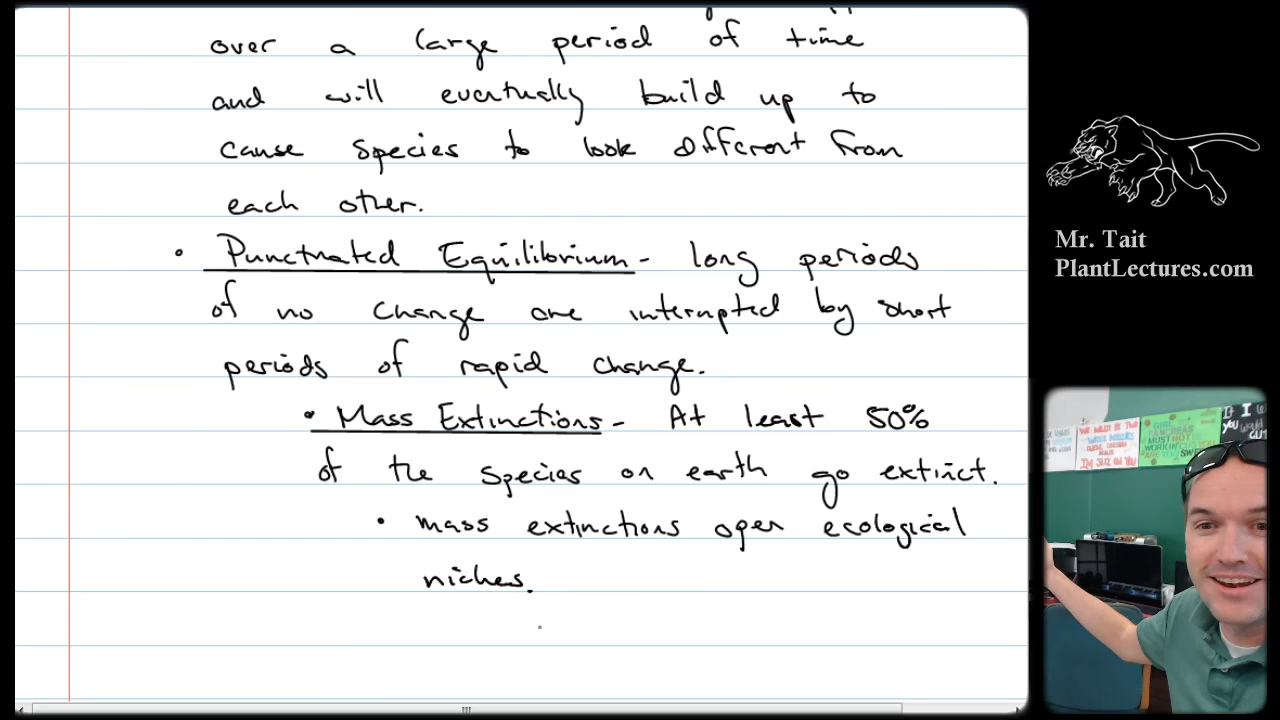 over a large period of time
and will eventually build up to
cause species to look different from
each other.
• Punctuated Equilibrium - long periods
of no change are interrupted by short
periods of rapid change.
• Mass Extinctions - At least 50%
of the species on earth go extinct.
• mass extinctions open ecological
niches.
Mr. Tait
PlantLectures.com